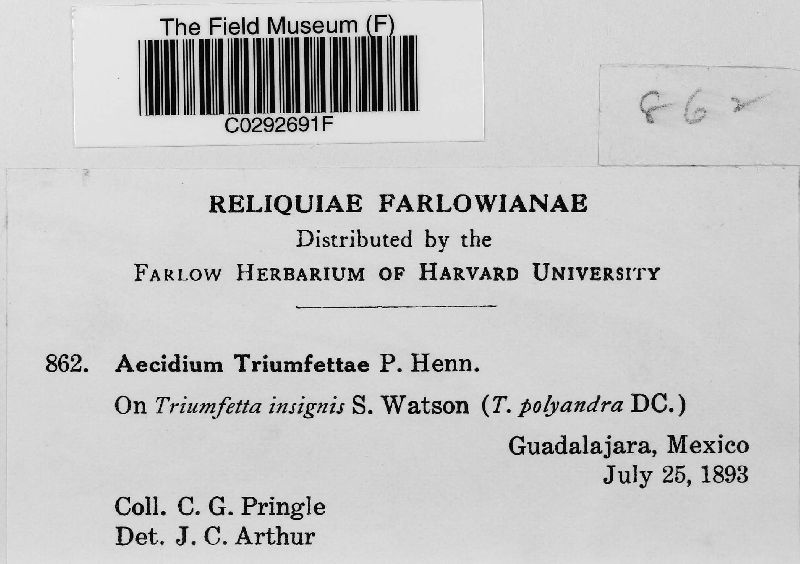 The Field Museum (F)
C0292691F
862
RELIQUIAE FARLOWIANAE
Distributed by the
FARLOW HERBARIUM OF HARVARD UNIVERSITY
862. Aecidium Triumfettae P. Henn.
On Triumfetta insignis S. Watson (T. polyandra DC.)
Guadalajara, Mexico
July 25, 1893
Coll. C. G. Pringle
Det. J. C. Arthur